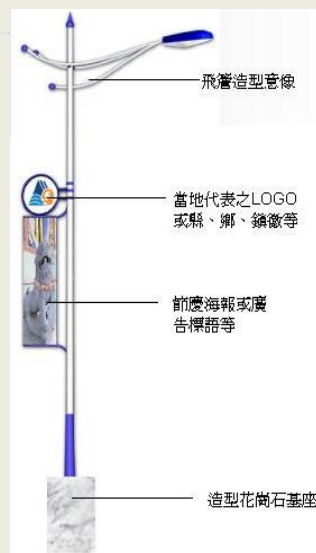 飛簷造型意像
當地代表之LOGO
或縣、鄉、鎮徽等
節慶海報或廣
告標語等
造型花崗石基座